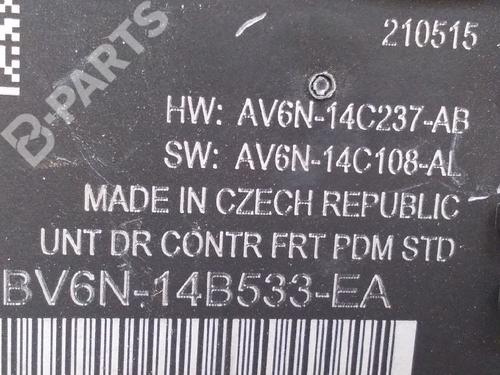 B-PARTS
210515
HW: AV6N-14C237-AB
SW: AV6N-14C108-AL
MADE IN CZECH REPUBLIC
UNT DR CONTR FRT PDM STD
BV6N-14B533-EA